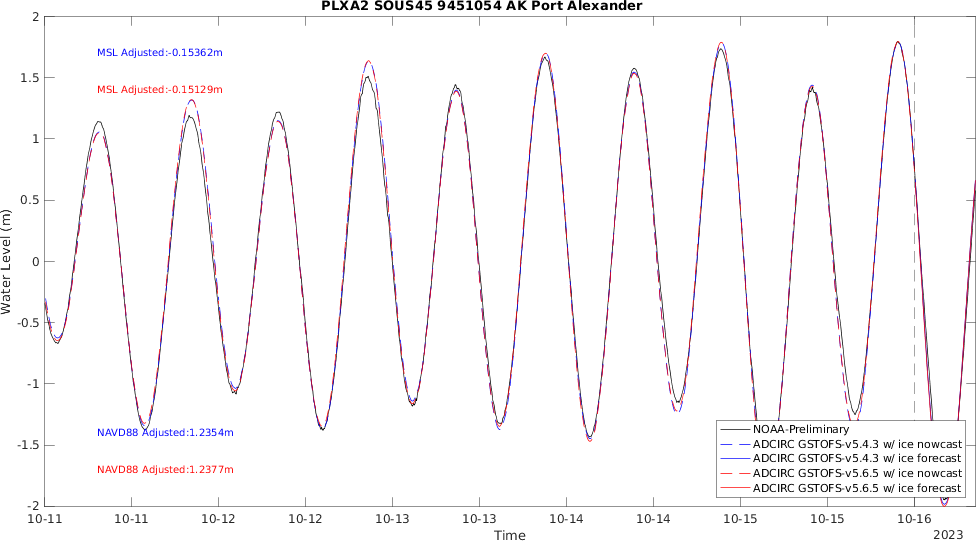 PLXA2 SOUS45 9451054 AK Port Alexander
2
1.5
1
0.5
0
-0.5
-1
-1.5
-2
Water Level (m)
MSL Adjusted:-0.15362m
MSL Adjusted:-0.15129m
NAVD88 Adjusted:1.2354m
NAVD88 Adjusted:1.2377m
NOAA-Preliminary
ADCIRC GSTOFS-v5.4.3 w/ ice nowcast
ADCIRC GSTOFS-v5.4.3 w/ ice forecast
ADCIRC GSTOFS-v5.6.5 w/ ice nowcast
ADCIRC GSTOFS-v5.6.5 w/ ice forecast
10-11 10-11 10-12 10-12 10-13 10-13 10-14 10-14 10-15 10-15 10-16
Time
2023